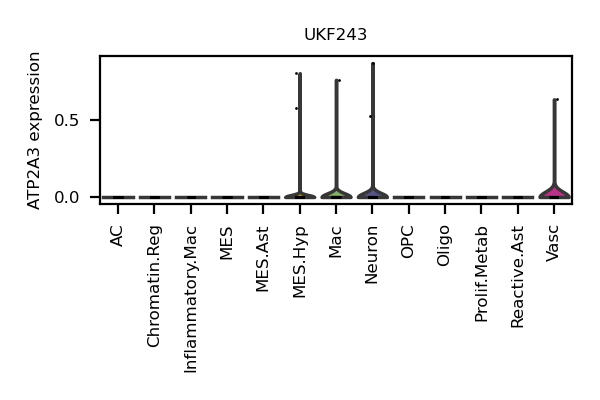 UKF243
ATP2A3 expression
0.5
0.0
AC
Chromatin.Reg
Inflammatory.Mac
MES
MES.Ast
MES.Hyp
Mac
Neuron
OPC
Oligo
Prolif.Metab
Reactive.Ast
Vasc